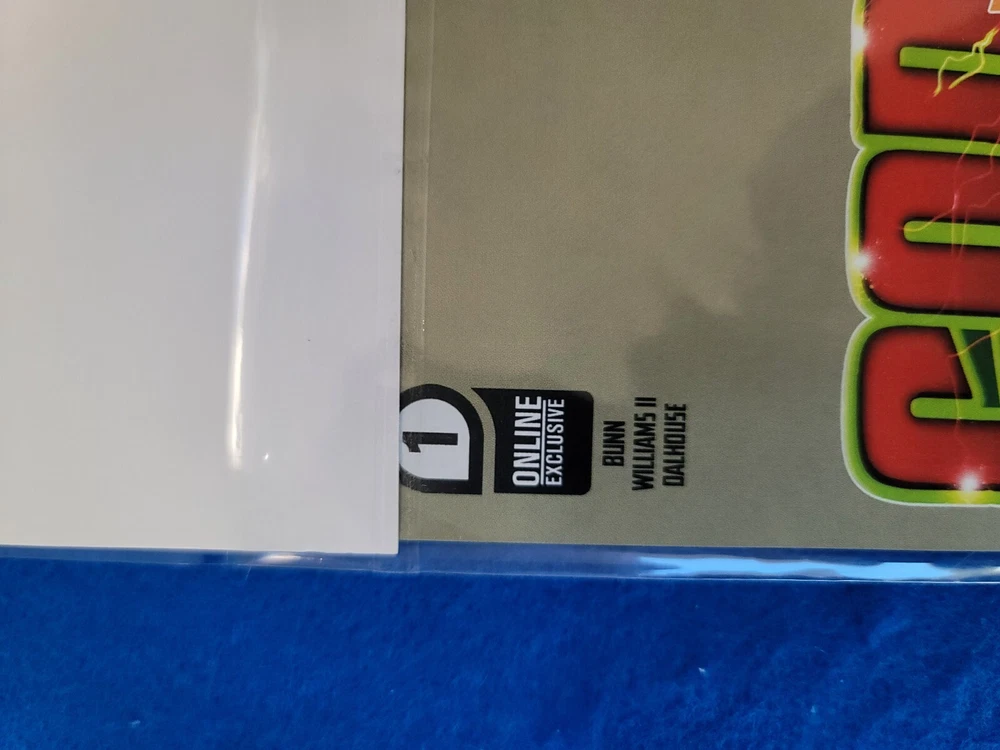 1
ONLINE
EXCLUSIVE
BUNN
WILLIAMS II
DALHOUSE